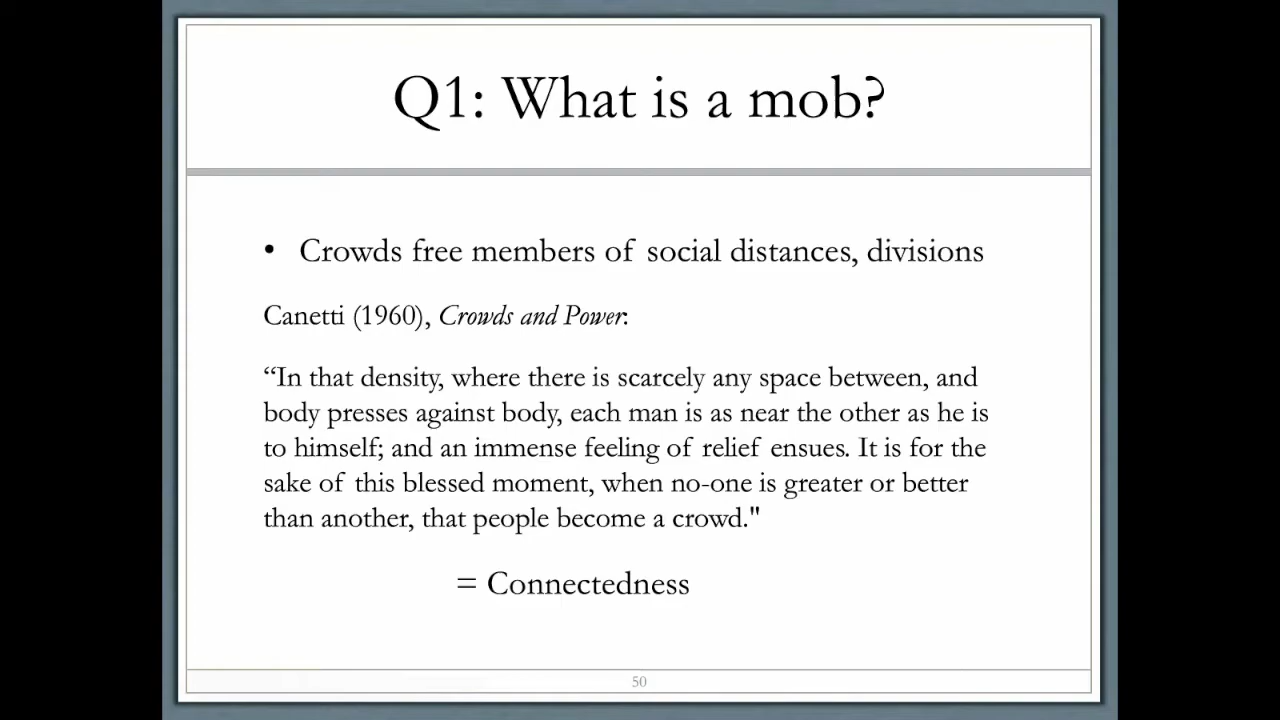 Q1: What is a mob?
• Crowds free members of social distances, divisions
Canetti (1960), Crowds and Power:
“In that density, where there is scarcely any space between, and
body presses against body, each man is as near the other as he is
to himself; and an immense feeling of relief ensues. It is for the
sake of this blessed moment, when no-one is greater or better
than another, that people become a crowd."
= Connectedness
50